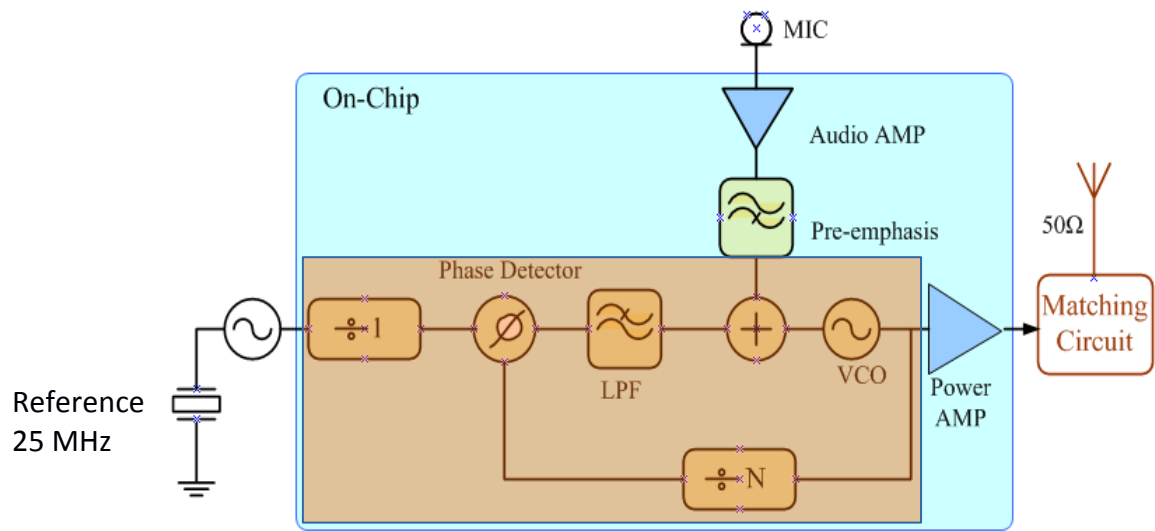 MIC
On-Chip
Audio AMP
Pre-emphasis
50Ω
Phase Detector
÷ 1
LPF
+
VCO
Power
AMP
Matching
Circuit
Reference
25 MHz
÷ N